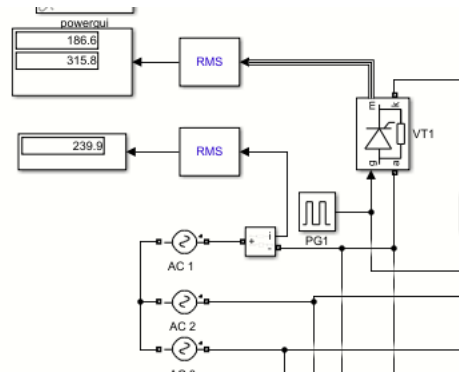 powergui
186.6
315.8
RMS
m
k
VT1
g
a
RMS
239.9
PG1
i
+
-
AC 1
AC 2